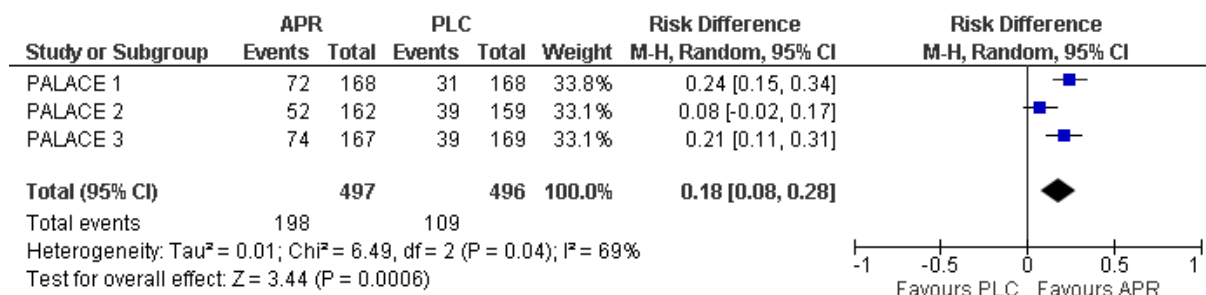 APR PLC Risk Difference Risk Difference
Study or Subgroup Events Total Events Total Weight M-H, Random, 95% CI M-H, Random, 95% CI
PALACE 1 72 168 31 168 33.8% 0.24 [0.15, 0.34]
PALACE 2 52 162 39 159 33.1% 0.08 [-0.02, 0.17]
PALACE 3 74 167 39 169 33.1% 0.21 [0.11, 0.31]
Total (95% CI) 497 496 100.0% 0.18 [0.08, 0.28]
Total events 198 109
Heterogeneity: Tau² = 0.01; Chi² = 6.49, df = 2 (P = 0.04); I² = 69%
Test for overall effect: Z = 3.44 (P = 0.0006)
-1 -0.5 0 0.5 1
Favours PLC Favours APR